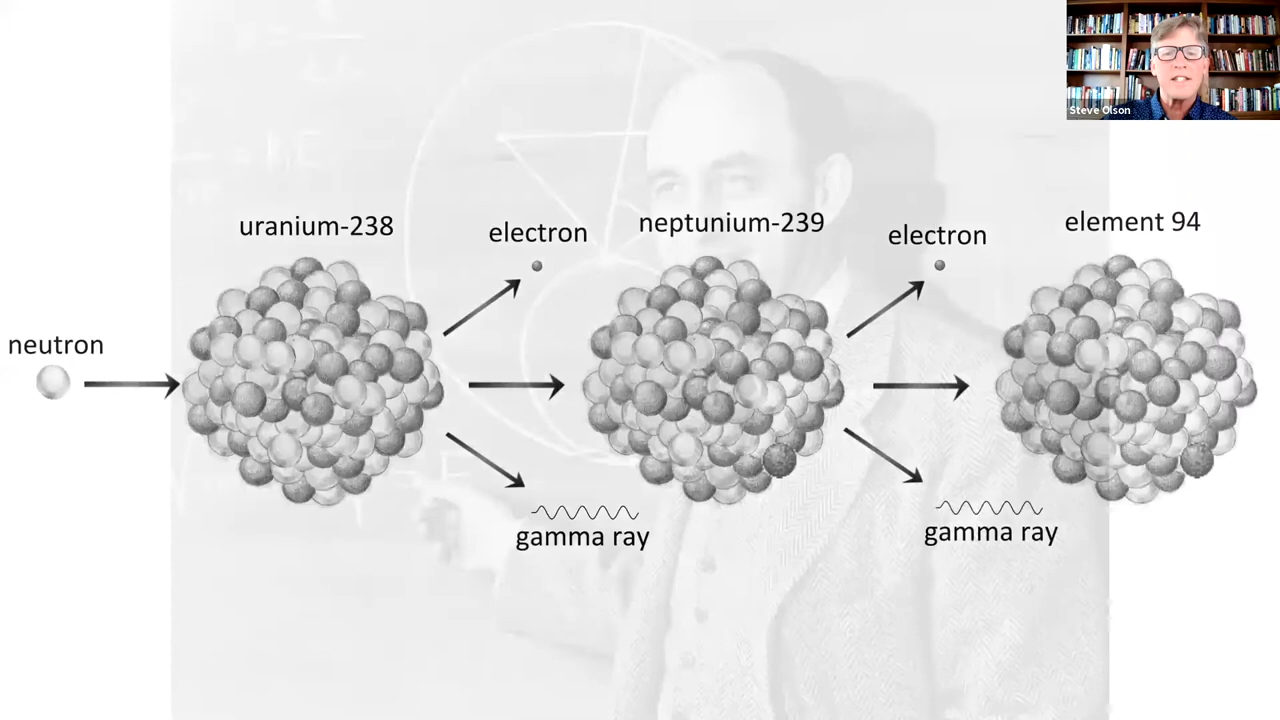 Steve Olson
uranium-238
electron
neptunium-239
electron
element 94
neutron
gamma ray
gamma ray